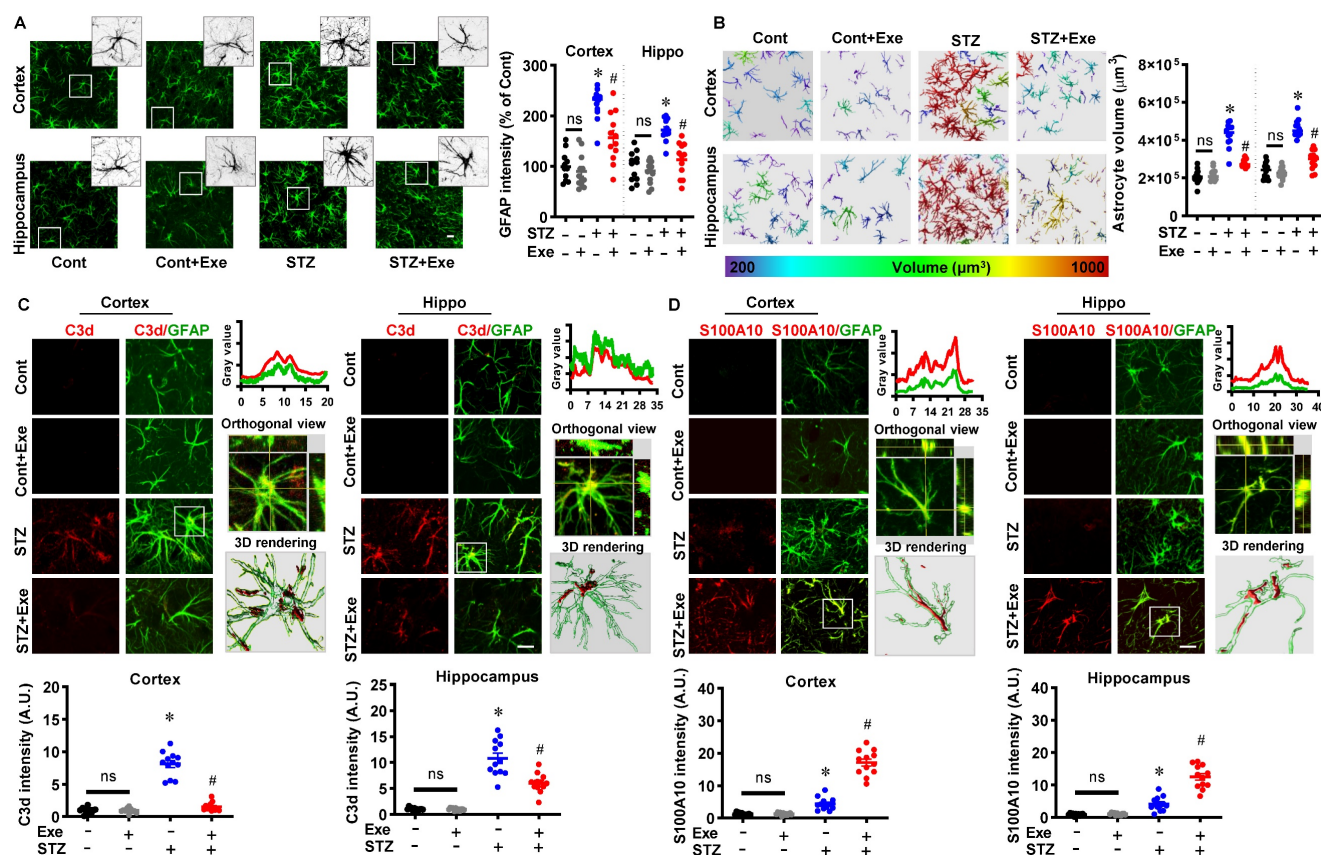 A
Cortex
Hippocampus
Cont
Cont+Exe
STZ
STZ+Exe
GFAP intensity (% of Cont)
Cortex
Hippo
300
200
100
0
ns
*
#
ns
*
#
STZ
- - + + - - + +
Exe
- + - + - + - +
B
Cont
Cont+Exe
STZ
STZ+Exe
Cortex
Hippocampus
200
Volume (µm³)
1000
Astrocyte volume (µm³)
8×10⁵
6×10⁵
4×10⁵
2×10⁵
0
ns
*
#
ns
*
#
STZ
- - + + - - + +
Exe
- + - + - + - +
C
Cortex
C3d
C3d/GFAP
Cont
Cont+Exe
STZ
STZ+Exe
Gray value
0 5 10 15 20
Orthogonal view
3D rendering
Hippo
C3d
C3d/GFAP
Cont
Cont+Exe
STZ
STZ+Exe
Gray value
0 7 14 21 28 35
Orthogonal view
3D rendering
D
Cortex
S100A10
S100A10/GFAP
Cont
Cont+Exe
STZ
STZ+Exe
Gray value
0 7 14 21 28 35
Orthogonal view
3D rendering
Hippo
S100A10
S100A10/GFAP
Cont
Cont+Exe
STZ
STZ+Exe
Gray value
0 10 20 30
Orthogonal view
3D rendering
Cortex
C3d intensity (A.U.)
20
15
10
5
0
ns
*
#
Exe
- + - +
STZ
- - + +
Hippocampus
C3d intensity (A.U.)
25
20
15
10
5
0
ns
*
#
Exe
- + - +
STZ
- - + +
Cortex
S100A10 intensity (A.U.)
40
30
20
10
0
ns
*
#
Exe
- + - +
STZ
- - + +
Hippocampus
S100A10 intensity (A.U.)
40
30
20
10
0
ns
*
#
Exe
- + - +
STZ
- - + +